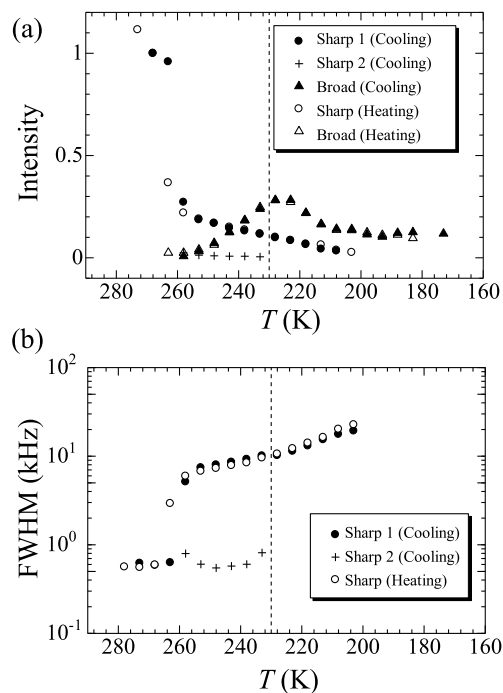 (a)
Intensity
1
0.5
0
Sharp 1 (Cooling)
Sharp 2 (Cooling)
Broad (Cooling)
Sharp (Heating)
Broad (Heating)
280 260 240 220 200 180 160
T (K)
(b)
FWHM (kHz)
10^2
10^1
10^0
10^-1
Sharp 1 (Cooling)
Sharp 2 (Cooling)
Sharp (Heating)
280 260 240 220 200 180 160
T (K)